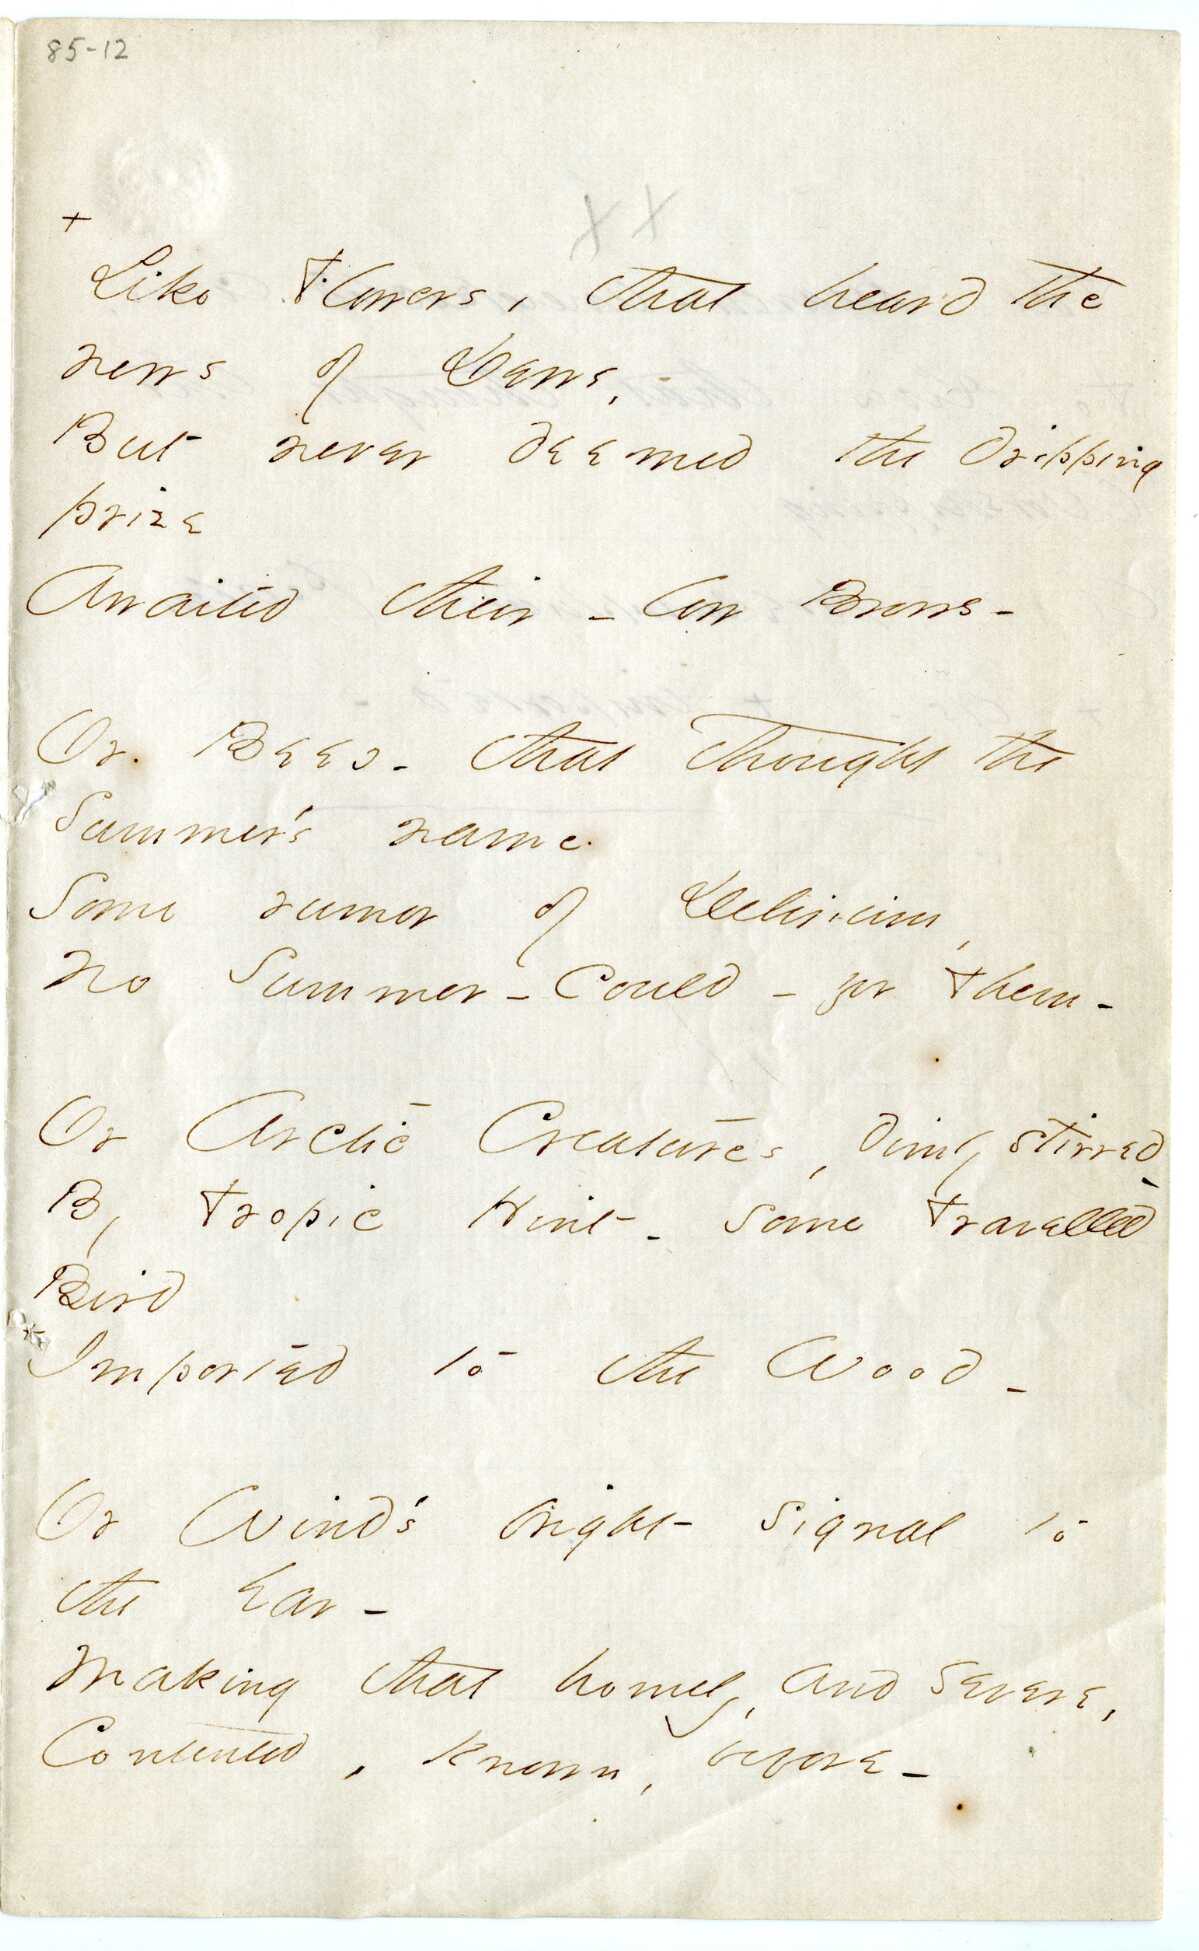 85-12
+
Like Flowers, that heard the
news of Dews,
But never deemed the dripping
prize
Awaited their - low Brows -
Or Bees - that thought the
Summer's name
Some rumor of Delirium,
No Summer - could - for Them -
Or Arctic Creatures, dimly stirred
By Tropic Hint - some Travelled
Bird
+Imported to the Wood -
Or Wind's bright signal to
the Ear -
Making that homely, and severe,
Contented, known, before -